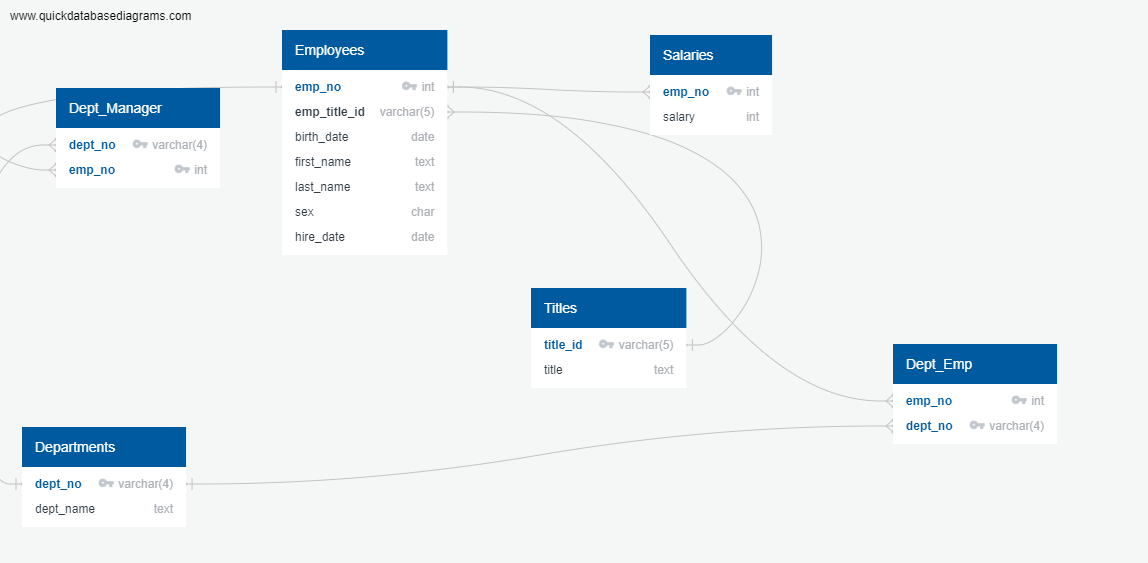 www.quickdatabasediagrams.com
Employees
emp_no int
emp_title_id varchar(5)
birth_date date
first_name text
last_name text
sex char
hire_date date
Salaries
emp_no int
salary int
Dept_Manager
dept_no varchar(4)
emp_no int
Titles
title_id varchar(5)
title text
Dept_Emp
emp_no int
dept_no varchar(4)
Departments
dept_no varchar(4)
dept_name text